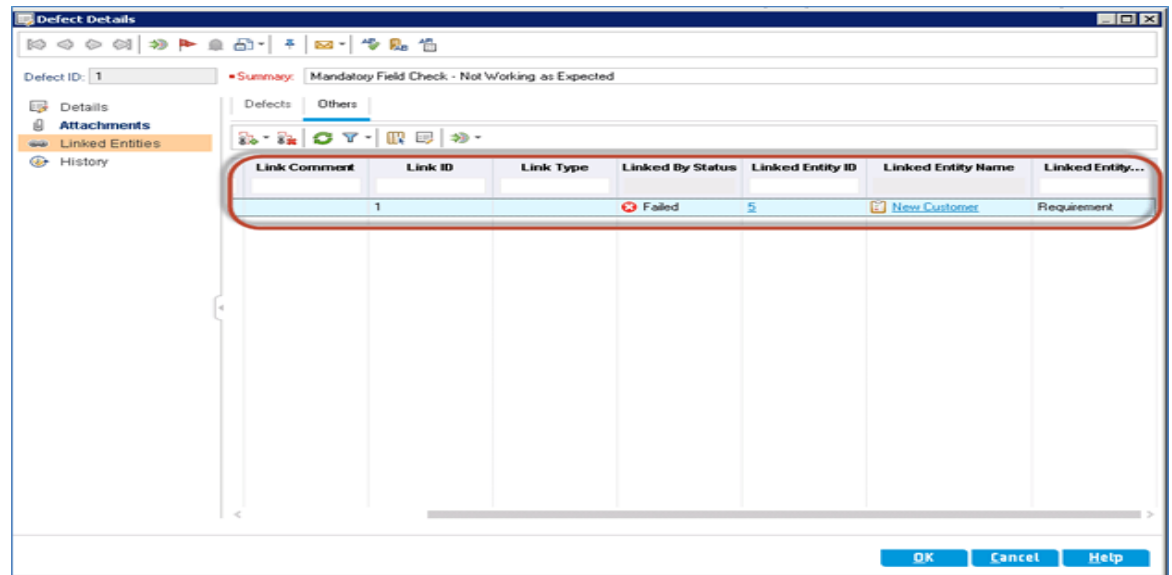 Defect Details
Defect ID: 1 Summary: Mandatory Field Check - Not Working as Expected
Details
Attachments
Linked Entities
History
Defects Others
Link Comment Link ID Link Type Linked By Status Linked Entity ID Linked Entity Name Linked Entity...
1 Failed 5 New Customer Requirement
OK Cancel Help